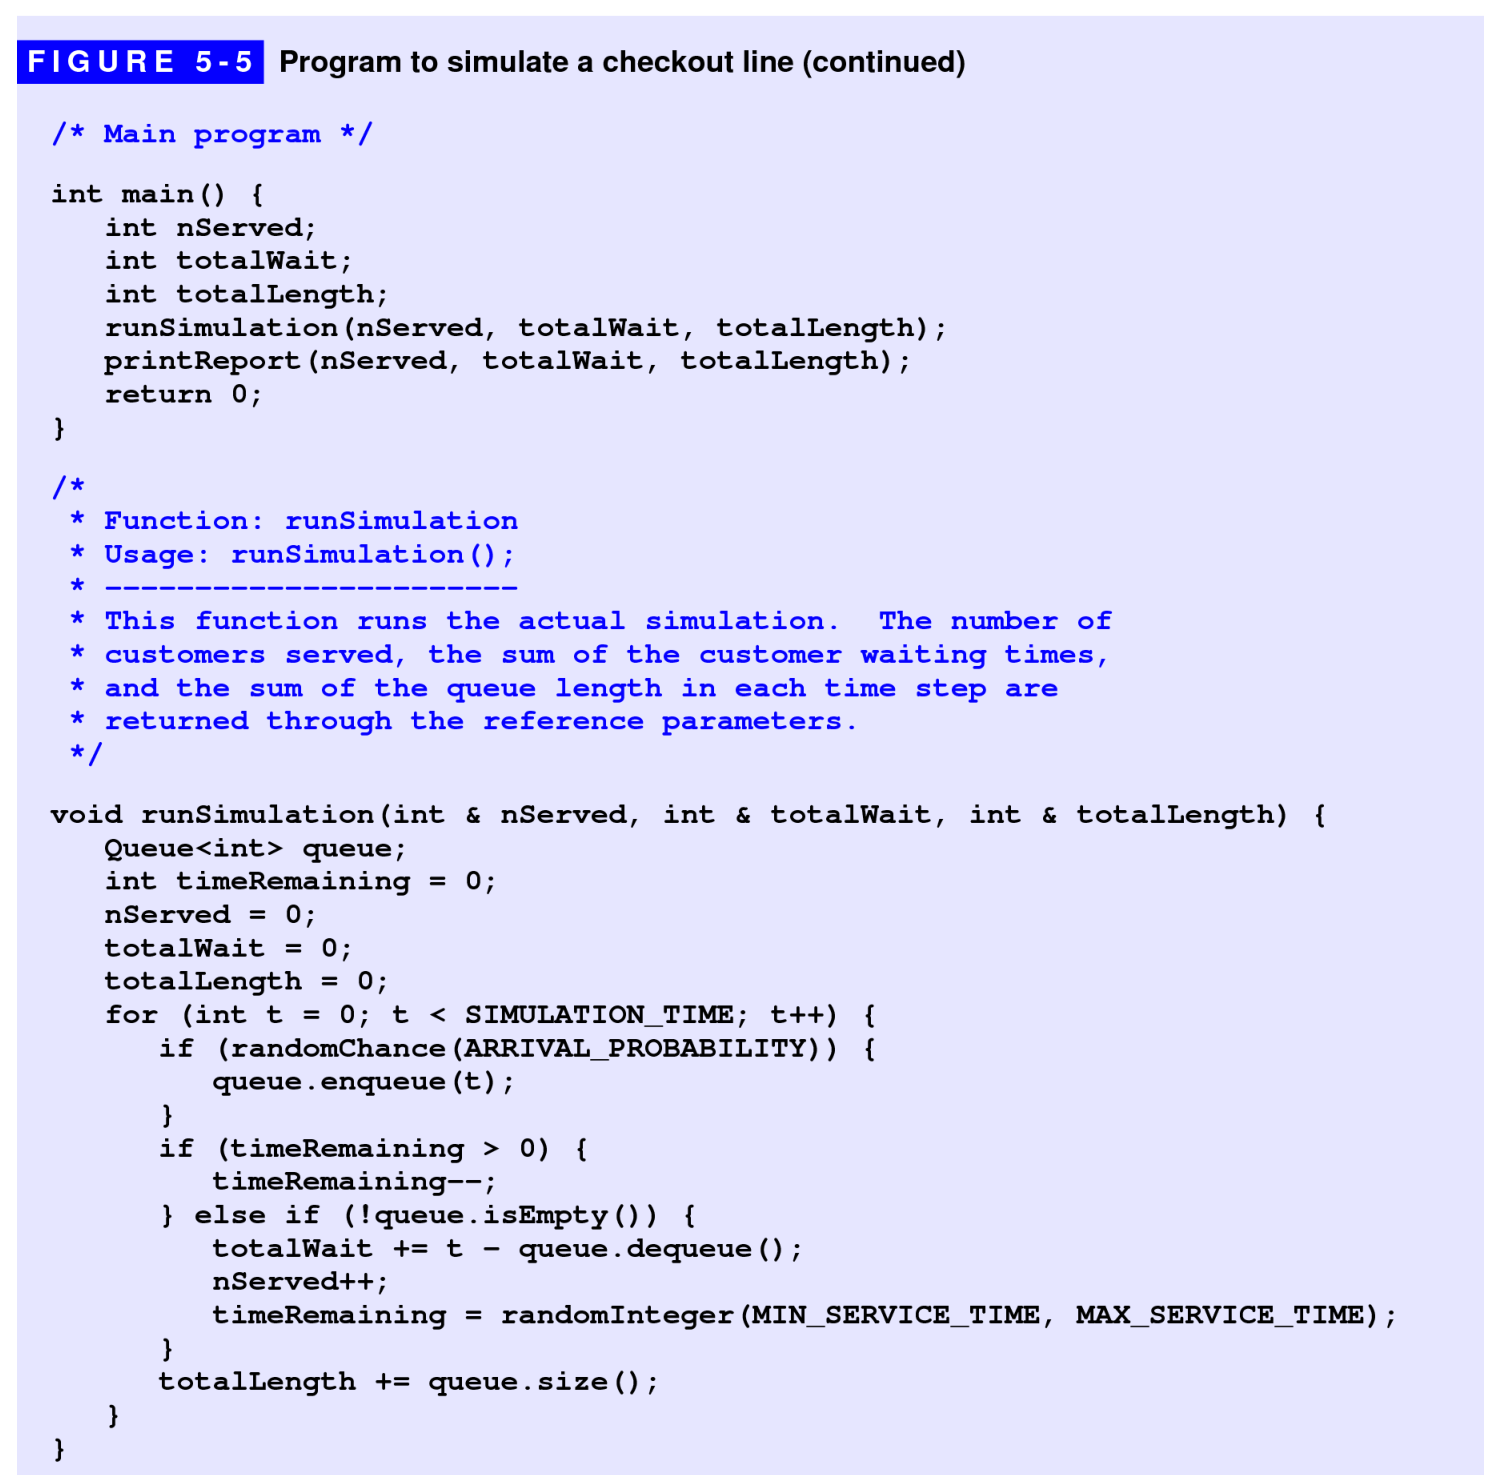 FIGURE 5-5 Program to simulate a checkout line (continued)
/* Main program */
int main() {
   int nServed;
   int totalWait;
   int totalLength;
   runSimulation(nServed, totalWait, totalLength);
   printReport(nServed, totalWait, totalLength);
   return 0;
}
/*
 * Function: runSimulation
 * Usage: runSimulation();
 * -----------------------
 * This function runs the actual simulation.  The number of
 * customers served, the sum of the customer waiting times,
 * and the sum of the queue length in each time step are
 * returned through the reference parameters.
 */
void runSimulation(int & nServed, int & totalWait, int & totalLength) {
   Queue<int> queue;
   int timeRemaining = 0;
   nServed = 0;
   totalWait = 0;
   totalLength = 0;
   for (int t = 0; t < SIMULATION_TIME; t++) {
      if (randomChance(ARRIVAL_PROBABILITY)) {
         queue.enqueue(t);
      }
      if (timeRemaining > 0) {
         timeRemaining--;
      } else if (!queue.isEmpty()) {
         totalWait += t - queue.dequeue();
         nServed++;
         timeRemaining = randomInteger(MIN_SERVICE_TIME, MAX_SERVICE_TIME);
      }
      totalLength += queue.size();
   }
}